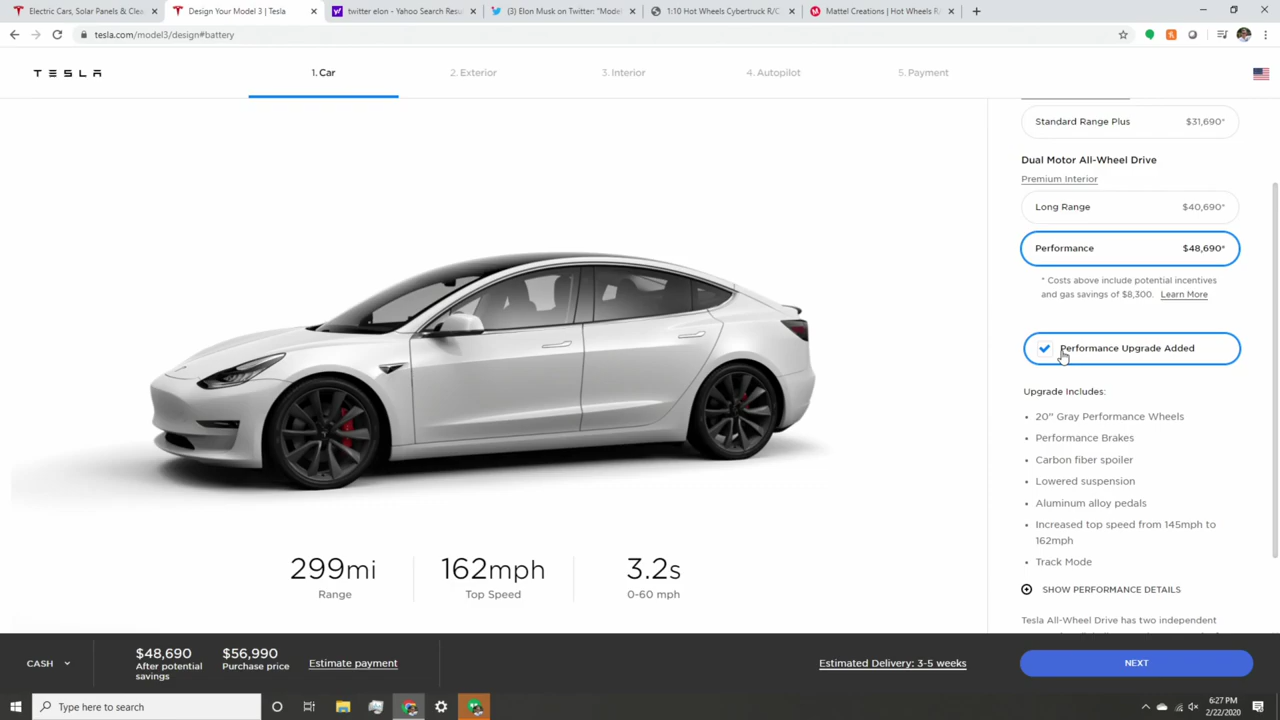 Electric Cars, Solar Panels & Clea
Design Your Model 3 | Tesla
twitter elon - Yahoo Search Resu
(3) Elon Musk on Twitter: "Model
1:10 Hot Wheels Cybertruck R/C
Mattel Creations | Hot Wheels R/
tesla.com/model3/design#battery
TESLA
1. Car
2. Exterior
3. Interior
4. Autopilot
5. Payment
Standard Range Plus $31,690*
Dual Motor All-Wheel Drive
Premium Interior
Long Range $40,690*
Performance $48,690*
* Costs above include potential incentives
and gas savings of $8,300. Learn More
Performance Upgrade Added
Upgrade Includes:
• 20" Gray Performance Wheels
• Performance Brakes
• Carbon fiber spoiler
• Lowered suspension
• Aluminum alloy pedals
• Increased top speed from 145mph to
162mph
• Track Mode
SHOW PERFORMANCE DETAILS
Tesla All-Wheel Drive has two independent
299mi
Range
162mph
Top Speed
3.2s
0-60 mph
CASH
$48,690
After potential
savings
$56,990
Purchase price
Estimate payment
Estimated Delivery: 3-5 weeks
NEXT
Type here to search
6:27 PM
2/22/2020